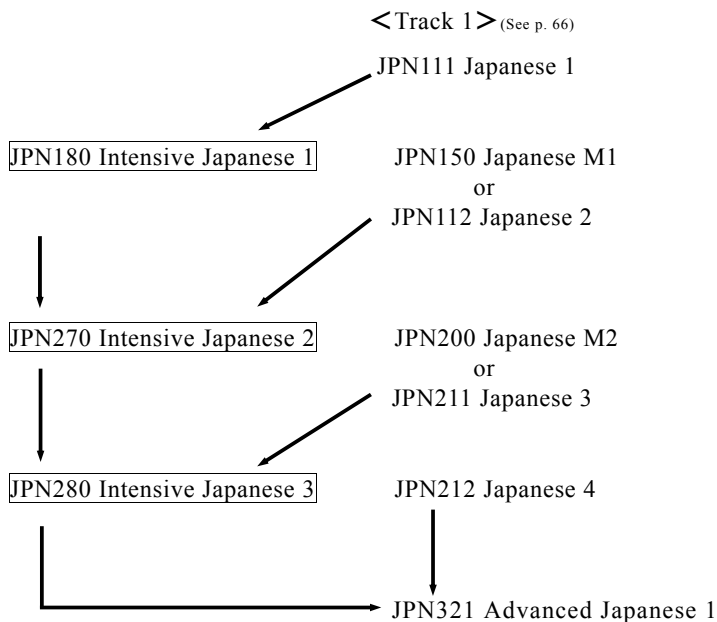 <Track 1> (See p. 66)
JPN111 Japanese 1
JPN180 Intensive Japanese 1
JPN150 Japanese M1
or
JPN112 Japanese 2
JPN270 Intensive Japanese 2
JPN200 Japanese M2
or
JPN211 Japanese 3
JPN280 Intensive Japanese 3
JPN212 Japanese 4
JPN321 Advanced Japanese 1